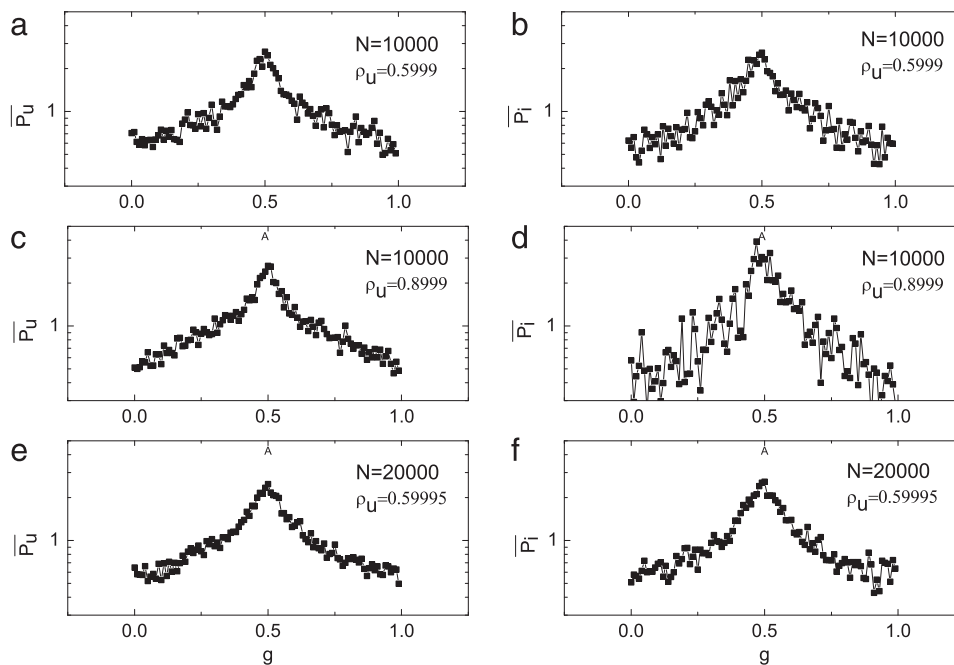 a
N=10000
ρu=0.5999
P̅u
1
0.0 0.5 1.0
b
N=10000
ρu=0.5999
P̅i
1
0.0 0.5 1.0
c
A
N=10000
ρu=0.8999
P̅u
1
0.0 0.5 1.0
d
A
N=10000
ρu=0.8999
P̅i
1
0.0 0.5 1.0
e
A
N=20000
ρu=0.59995
P̅u
1
0.0 0.5 1.0
g
f
A
N=20000
ρu=0.59995
P̅i
1
0.0 0.5 1.0
g